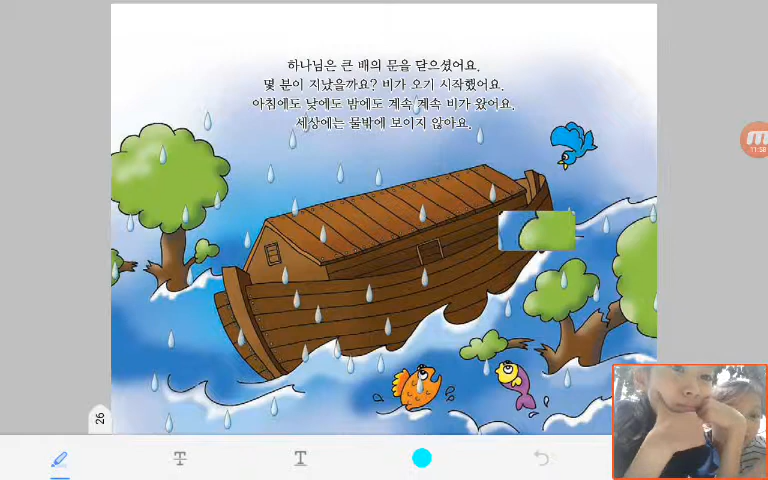 하나님은 큰 배의 문을 닫으셨어요.
몇 분이 지났을까요? 비가 오기 시작했어요.
아침에도 낮에도 밤에도 계속 계속 비가 왔어요.
세상에는 물밖에 보이지 않아요.
11:58
26
T
T